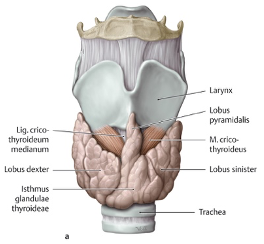 Larynx
Lobus
pyramidalis
Lig. crico-
thyroideum
medianum
M. crico-
thyroideus
Lobus dexter
Lobus sinister
Isthmus
glandulae
thyroideae
Trachea
a